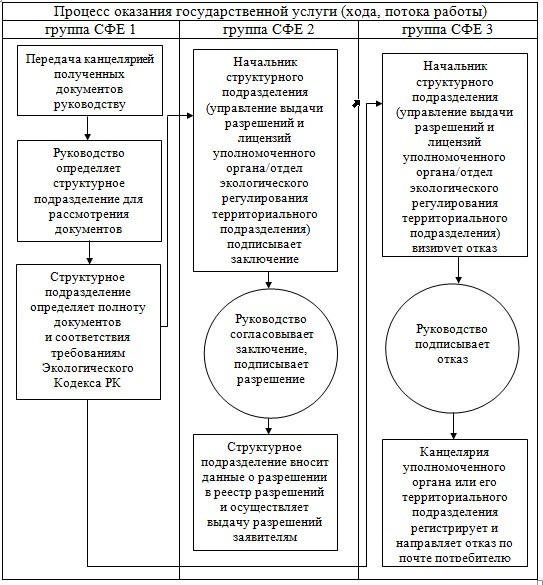 Процесс оказания государственной услуги (хода, потока работы)
группа СФЕ 1
группа СФЕ 2
группа СФЕ 3
Передача канцелярией
полученных
документов
руководству
Руководство
определяет
структурное
подразделение для
рассмотрения
документов
Структурное
подразделение
определяет полноту
документов
и соответствия
требованиям
Экологического
Кодекса РК
Начальник
структурного
подразделения
(управление выдачи
разрешений и
лицензий
уполномоченного
органа/отдел
экологического
регулирования
территориального
подразделения)
подписывает
заключение
Руководство
согласовывает
заключение,
подписывает
разрешение
Структурное
подразделение вносит
данные о разрешении
в реестр разрешений
и осуществляет
выдачу разрешений
заявителям
Начальник
структурного
подразделения
(управление выдачи
разрешений и
лицензий
уполномоченного
органа/отдел
экологического
регулирования
территориального
подразделения)
визирует отказ
Руководство
подписывает
отказ
Канцелярия
уполномоченного
органа или его
территориального
подразделения
регистрирует и
направляет отказ по
почте потребителю